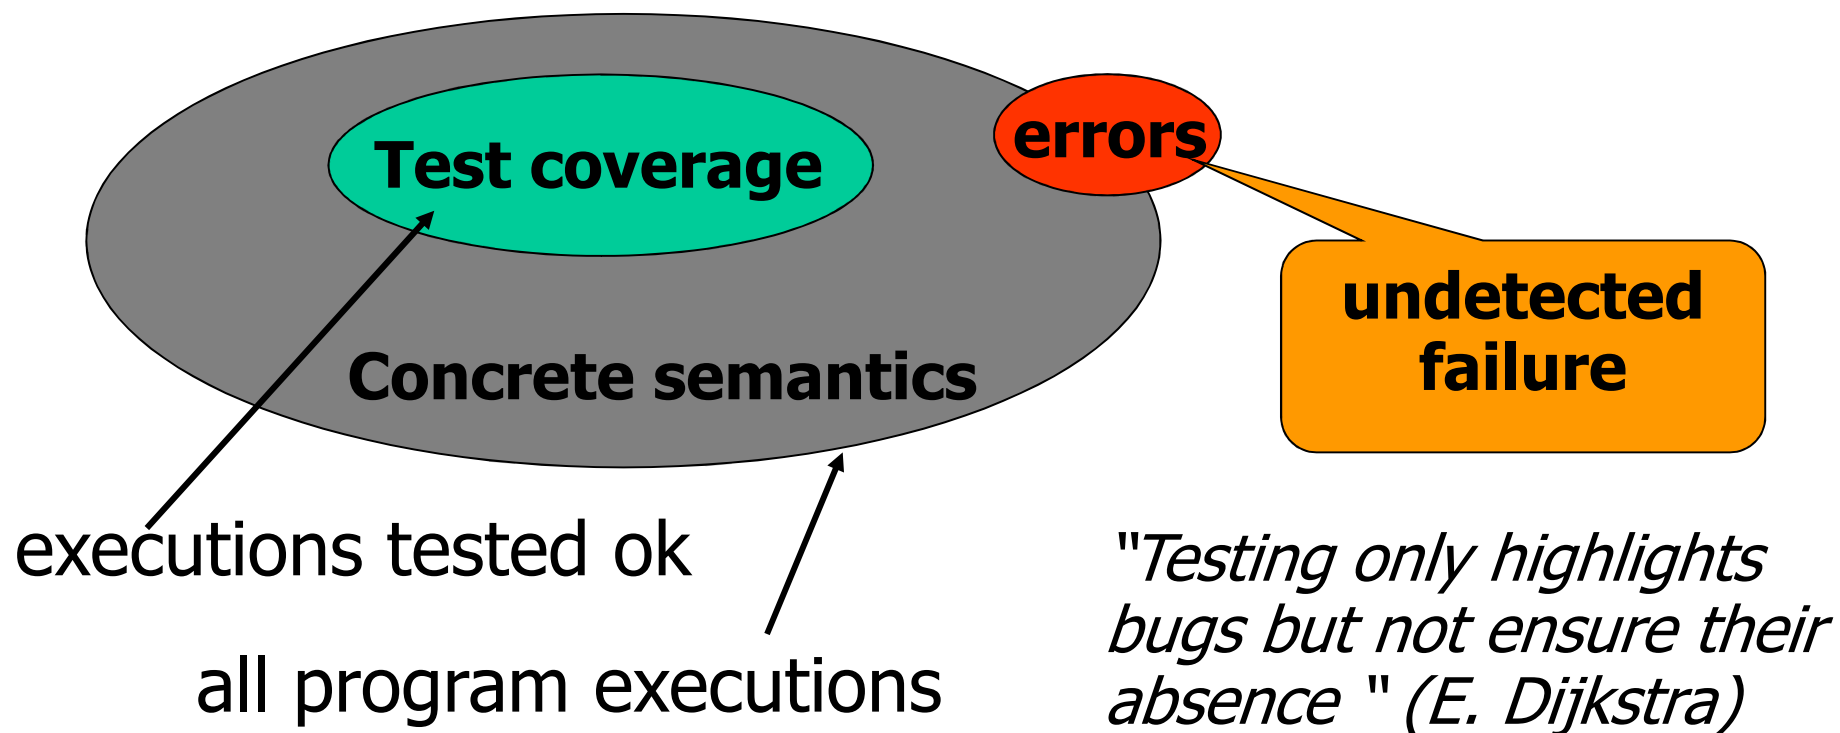 Test coverage
errors
undetected
failure
Concrete semantics
executions tested ok
all program executions
"Testing only highlights
bugs but not ensure their
absence " (E. Dijkstra)